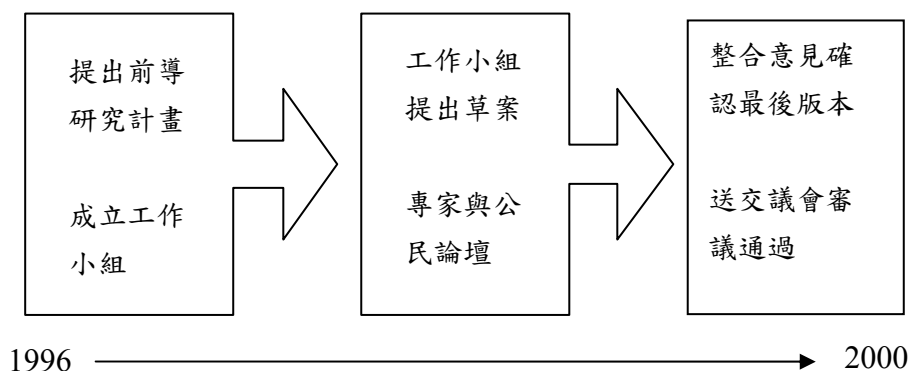 提出前導
研究計畫
成立工作
小組
工作小組
提出草案
專家與公
民論壇
整合意見確
認最後版本
送交議會審
議通過
1996
2000